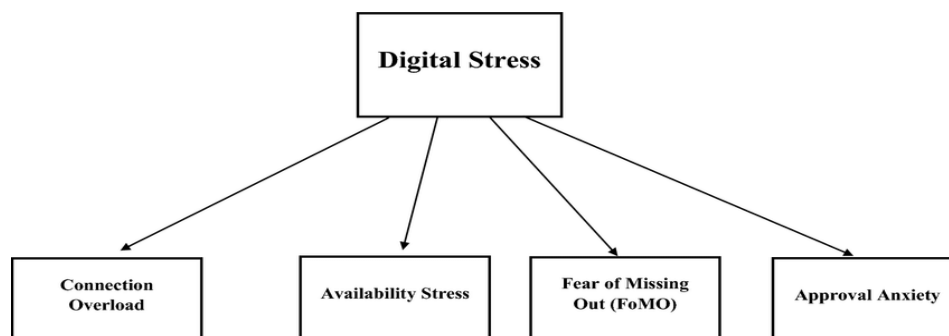 Digital Stress
Connection
Overload
Availability Stress
Fear of Missing
Out (FoMO)
Approval Anxiety